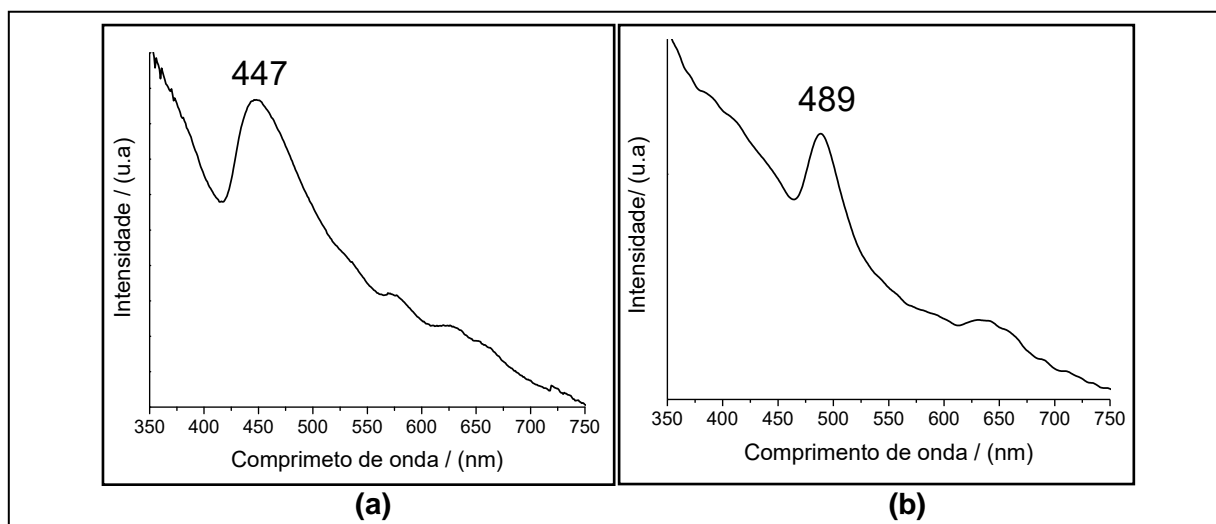 447
Intensidade / (u.a)
350 400 450 500 550 600 650 700 750
Comprimeto de onda / (nm)
(a)
489
Intensidade/ (u.a)
350 400 450 500 550 600 650 700 750
Comprimento de onda / (nm)
(b)